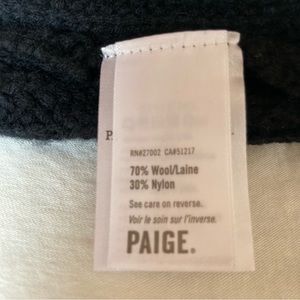 RN#27002 CA#51217
70% Wool/Laine
30% Nylon
See care on reverse.
Voir le soin sur l'inverse.
PAIGE.